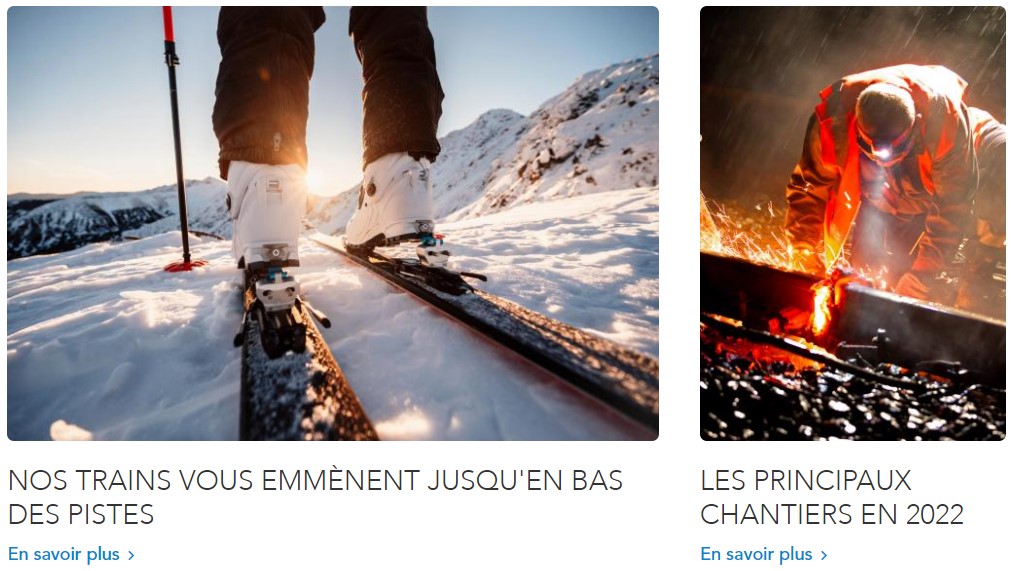 NOS TRAINS VOUS EMMÈNENT JUSQU'EN BAS
DES PISTES
En savoir plus >
LES PRINCIPAUX
CHANTIERS EN 2022
En savoir plus >